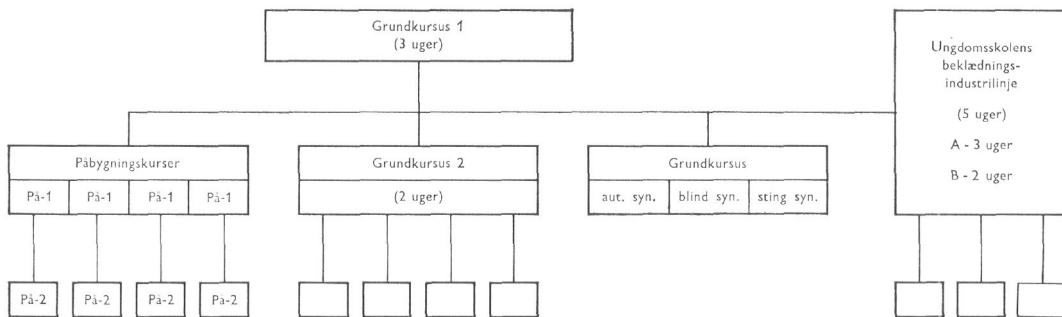 Grundkursus 1
(3 uger)
Ungdomsskolens
beklædnings-
industrilinje
(5 uger)
A - 3 uger
B - 2 uger
Påbygningskurser
På-1 På-1 På-1 På-1
På-2 På-2 På-2 På-2
Grundkursus 2
(2 uger)
Grundkursus
aut. syn. blind syn. sting syn.